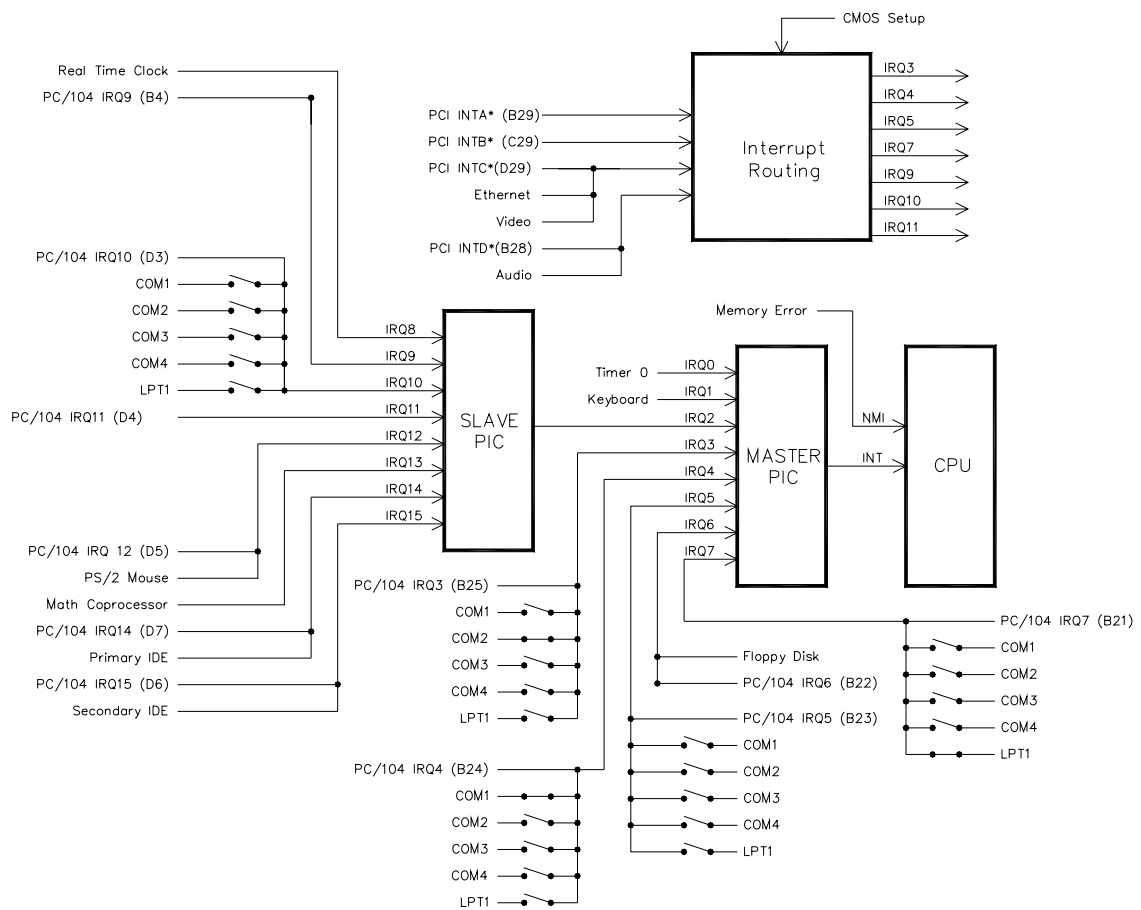 CMOS Setup
Real Time Clock
PC/104 IRQ9 (B4)
PCI INTA* (B29)
PCI INTB* (C29)
PCI INTC*(D29)
Ethernet
Video
PCI INTD*(B28)
Audio
Interrupt
Routing
IRQ3
IRQ4
IRQ5
IRQ7
IRQ9
IRQ10
IRQ11
PC/104 IRQ10 (D3)
COM1
COM2
COM3
COM4
LPT1
PC/104 IRQ11 (D4)
IRQ8
IRQ9
IRQ10
IRQ11
IRQ12
IRQ13
IRQ14
IRQ15
SLAVE
PIC
PC/104 IRQ 12 (D5)
PS/2 Mouse
Math Coprocessor
PC/104 IRQ14 (D7)
Primary IDE
PC/104 IRQ15 (D6)
Secondary IDE
Memory Error
Timer 0
Keyboard
IRQ0
IRQ1
IRQ2
IRQ3
IRQ4
IRQ5
IRQ6
IRQ7
MASTER
PIC
NMI
INT
CPU
PC/104 IRQ3 (B25)
COM1
COM2
COM3
COM4
LPT1
PC/104 IRQ4 (B24)
COM1
COM2
COM3
COM4
LPT1
Floppy Disk
PC/104 IRQ6 (B22)
PC/104 IRQ5 (B23)
COM1
COM2
COM3
COM4
LPT1
PC/104 IRQ7 (B21)
COM1
COM2
COM3
COM4
LPT1